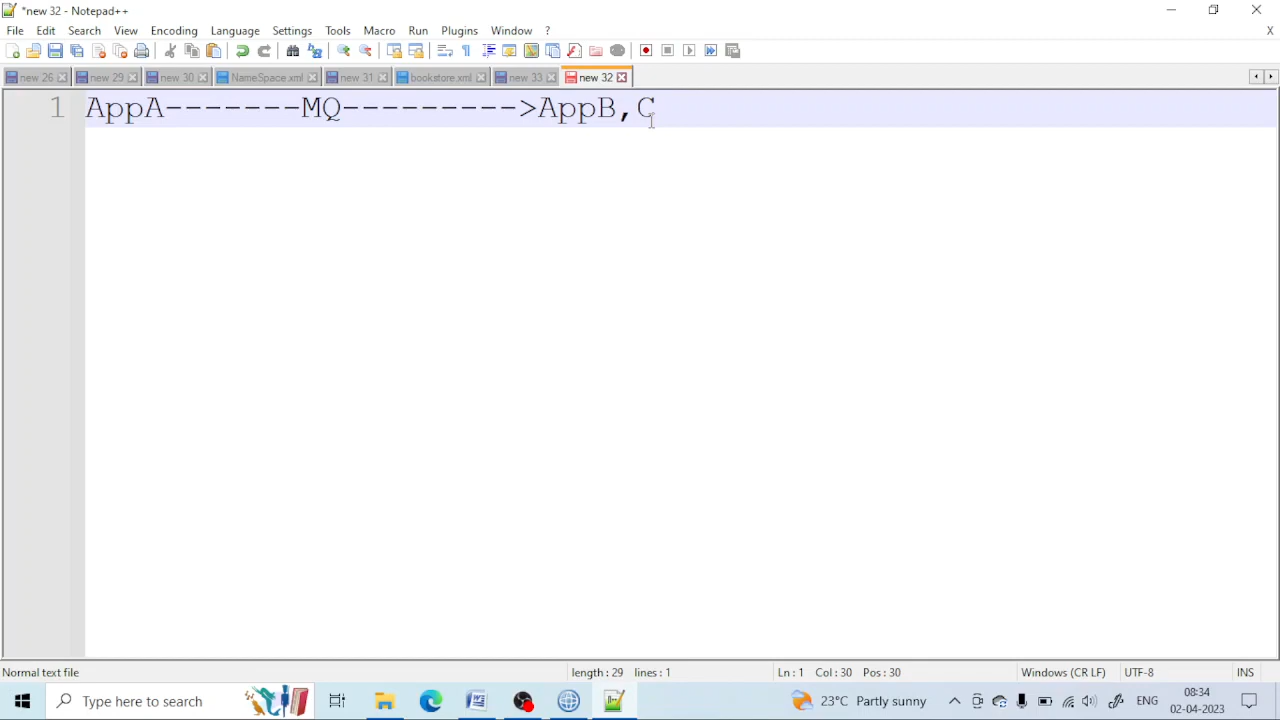 *new 32 - Notepad++
File Edit Search View Encoding Language Settings Tools Macro Run Plugins Window ? X
new 26 new 29 new 30 NameSpace.xml new 31 bookstore.xml new 33 new 32
1 AppA-------MQ--------->AppB,C
Normal text file length : 29 lines : 1 Ln : 1 Col : 30 Pos : 30 Windows (CR LF) UTF-8 INS
Type here to search 23°C Partly sunny ENG 08:34
02-04-2023